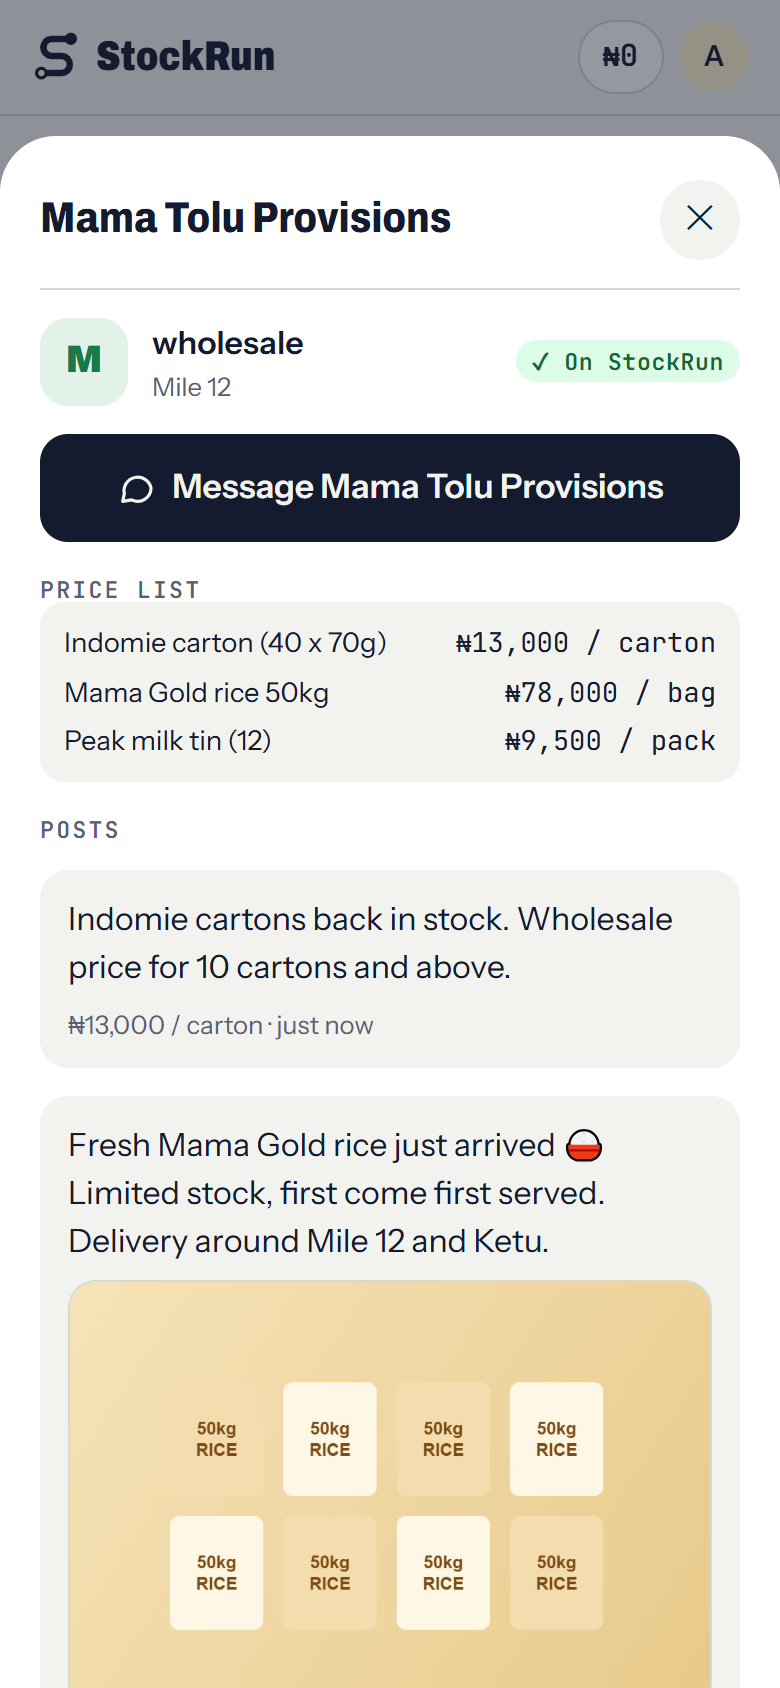 StockRun
₦0
A
Mama Tolu Provisions
M
wholesale
Mile 12
✓ On StockRun
Message Mama Tolu Provisions
PRICE LIST
Indomie carton (40 x 70g) ₦13,000 / carton
Mama Gold rice 50kg ₦78,000 / bag
Peak milk tin (12) ₦9,500 / pack
POSTS
Indomie cartons back in stock. Wholesale
price for 10 cartons and above.
₦13,000 / carton · just now
Fresh Mama Gold rice just arrived 🍚
Limited stock, first come first served.
Delivery around Mile 12 and Ketu.
50kg 50kg 50kg 50kg
RICE RICE RICE RICE
50kg 50kg 50kg 50kg
RICE RICE RICE RICE